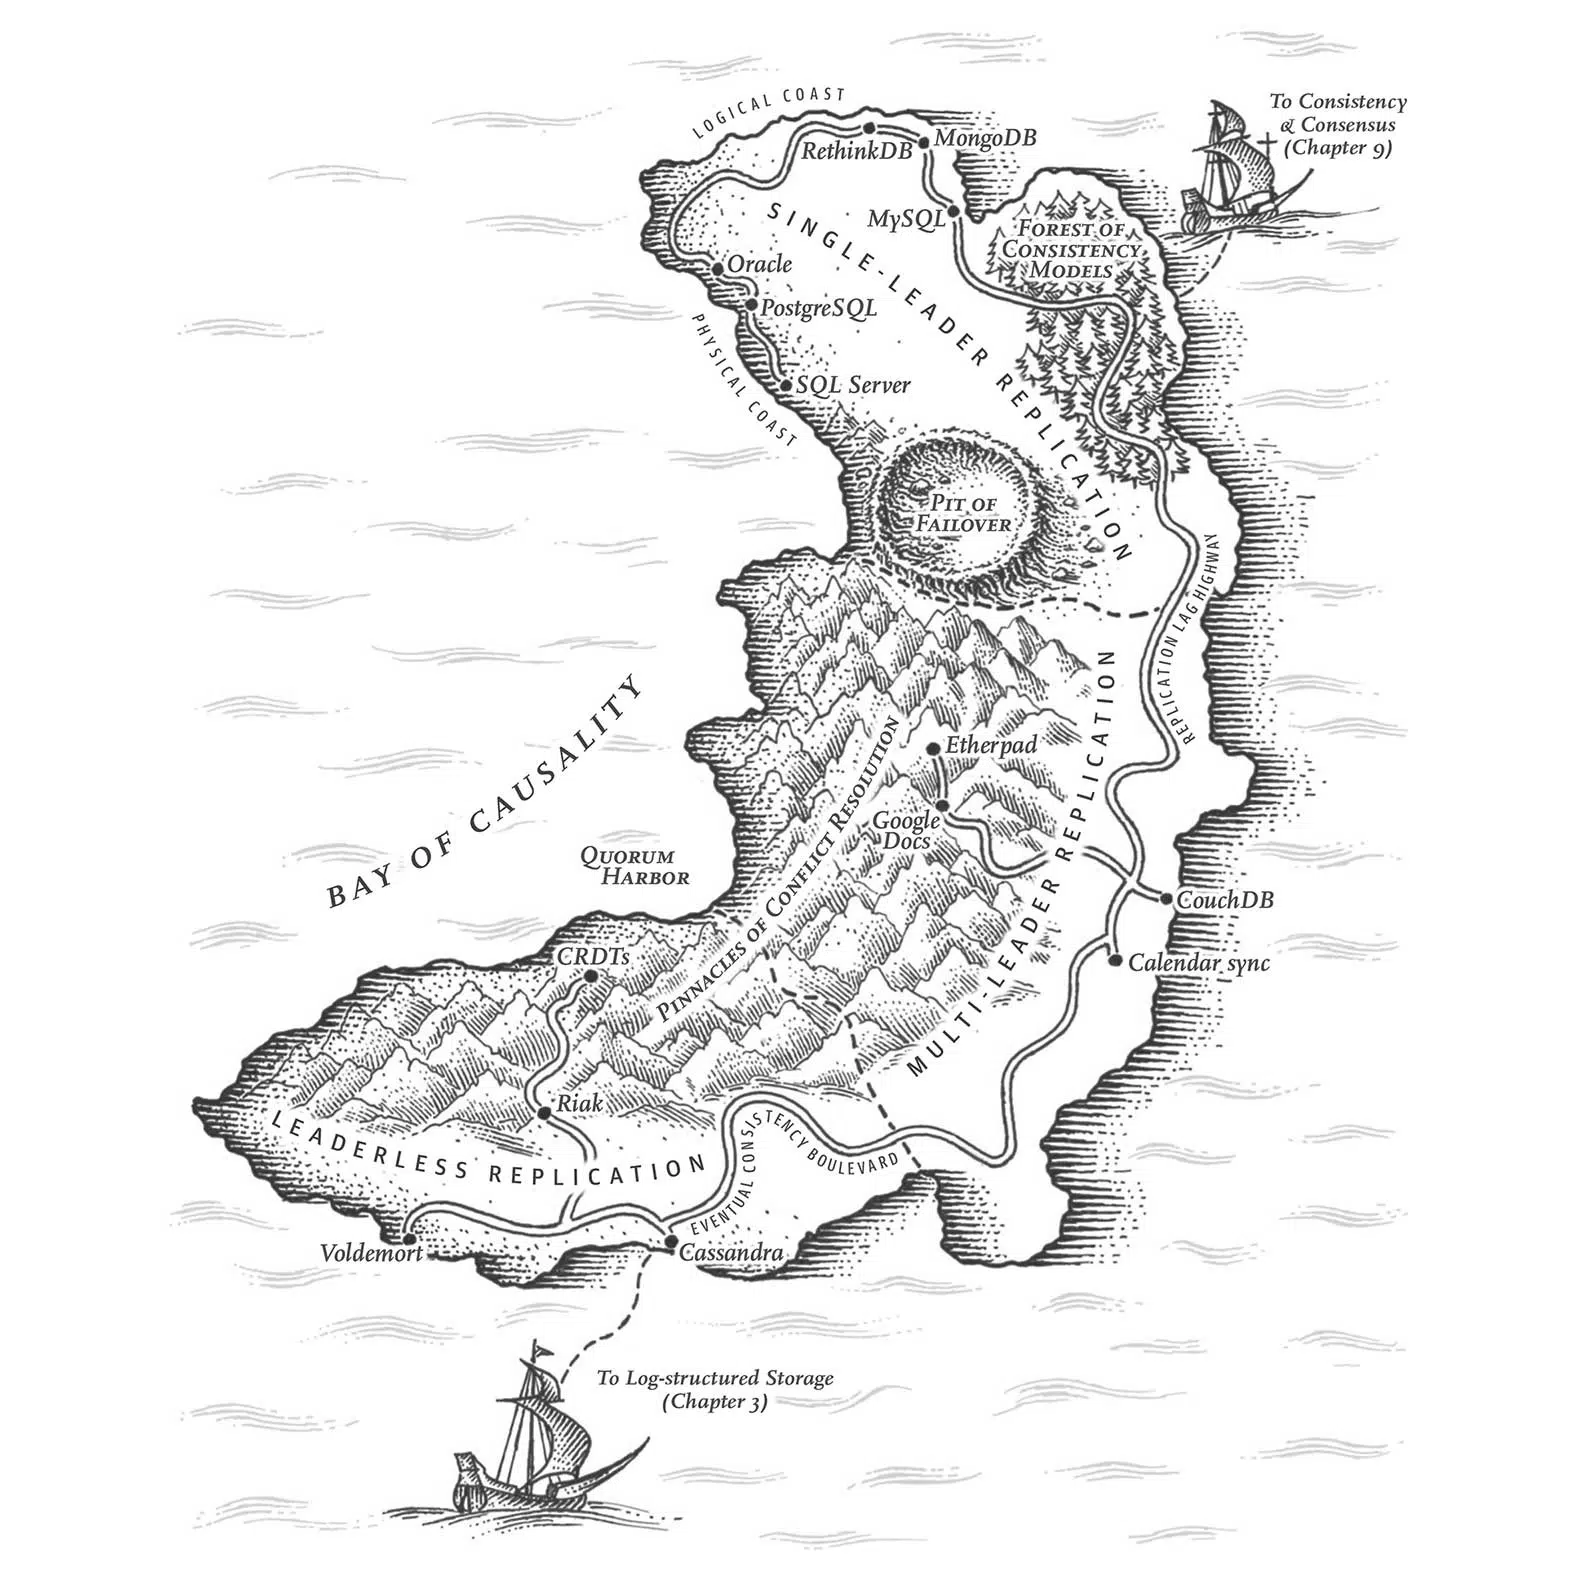 LOGICAL COAST
To Consistency
& Consensus
(Chapter 9)
RethinkDB
MongoDB
MySQL
SINGLE-LEADER REPLICATION
FOREST OF
CONSISTENCY
MODELS
Oracle
PostgreSQL
PHYSICAL COAST
SQL Server
PIT OF
FAILOVER
REPLICATION LAG HIGHWAY
BAY OF CAUSALITY
PINNACLES OF CONFLICT RESOLUTION
MULTI-LEADER REPLICATION
Etherpad
Google
Docs
QUORUM
HARBOR
CouchDB
CRDTs
Calendar sync
Riak
LEADERLESS REPLICATION
EVENTUAL CONSISTENCY BOULEVARD
Voldemort
Cassandra
To Log-structured Storage
(Chapter 3)